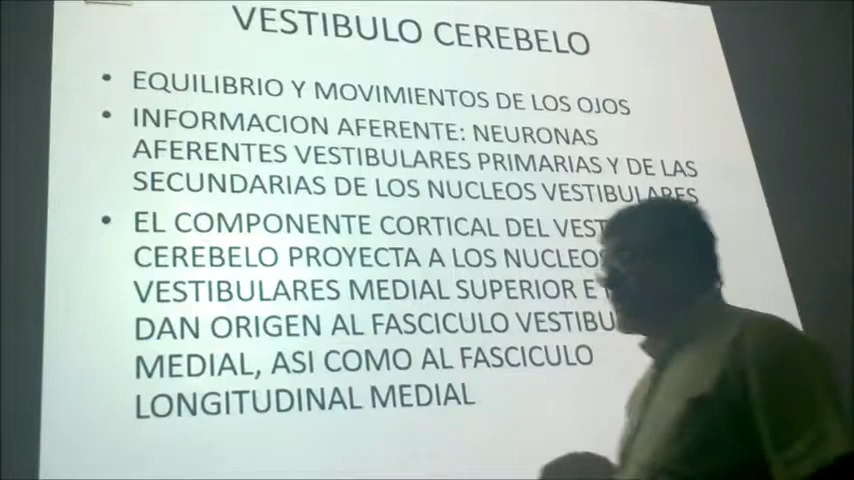 VESTIBULO CEREBELO
• EQUILIBRIO Y MOVIMIENTOS DE LOS OJOS
• INFORMACION AFERENTE: NEURONAS
AFERENTES VESTIBULARES PRIMARIAS Y DE LAS
SECUNDARIAS DE LOS NUCLEOS VESTIBULARES
• EL COMPONENTE CORTICAL DEL
CEREBELO PROYECTA A LOS
VESTIBULARES MEDIAL SUPERIOR E
DAN ORIGEN AL FASCICULO
MEDIAL, ASI COMO AL FASCICULO
LONGITUDINAL MEDIAL